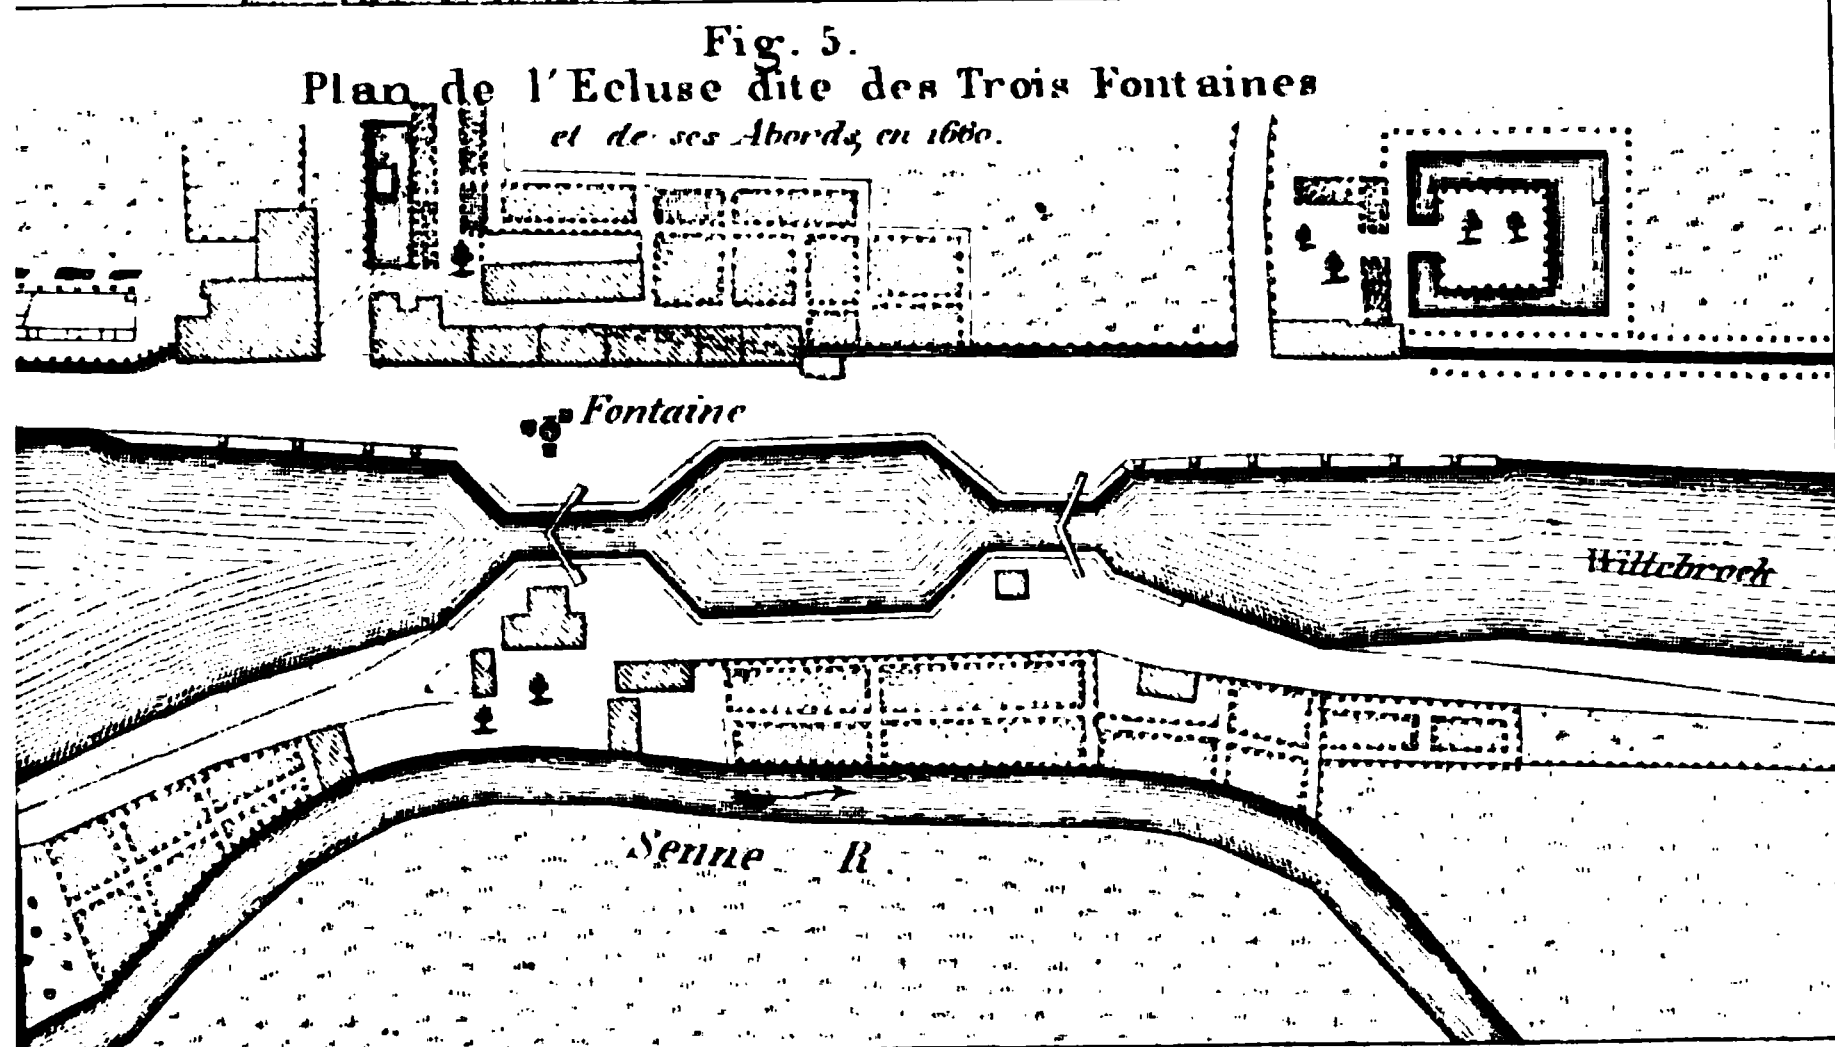 Fig. 5.
Plan de l'Ecluse dite des Trois Fontaines
et de ses Abords, en 1660.
Fontaine
Willebroek
Senne R.